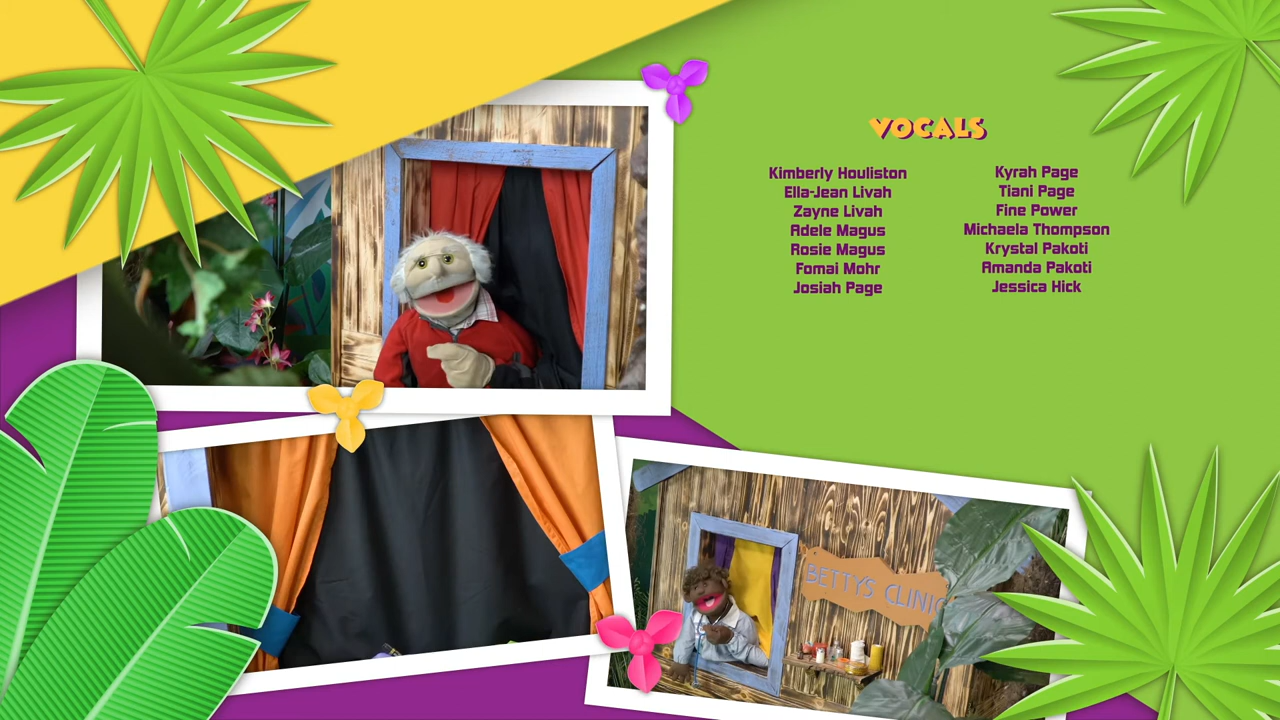 VOCALS
Kimberly Houliston
Ella-Jean Livah
Zayne Livah
Adele Magus
Rosie Magus
Fomai Mohr
Josiah Page
Kyrah Page
Tiani Page
Fine Power
Michaela Thompson
Krystal Pakoti
Amanda Pakoti
Jessica Hick
BETTYS CLINIC